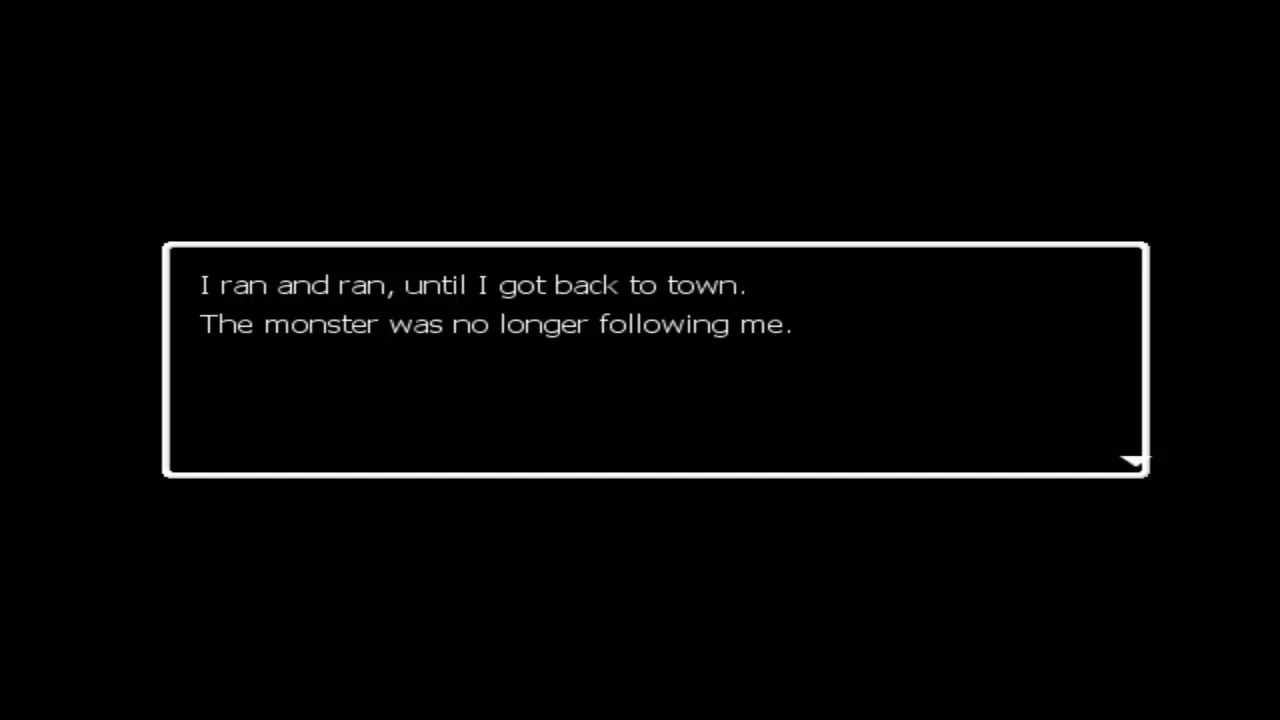 I ran and ran, until I got back to town.
The monster was no longer following me.